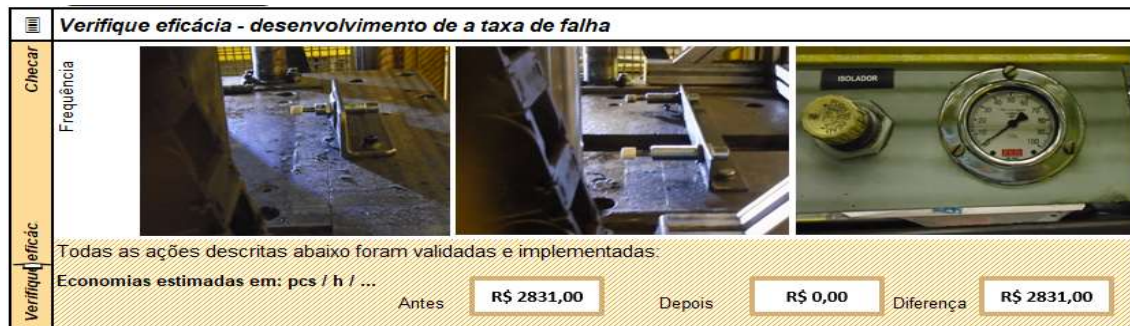 Verifique eficácia - desenvolvimento de a taxa de falha
Checar
Frequência
ISOLADOR
100
Verifique eficác
Todas as ações descritas abaixo foram validadas e implementadas:
Economias estimadas em: pcs / h / ...
Antes R$ 2831,00 Depois R$ 0,00 Diferença R$ 2831,00